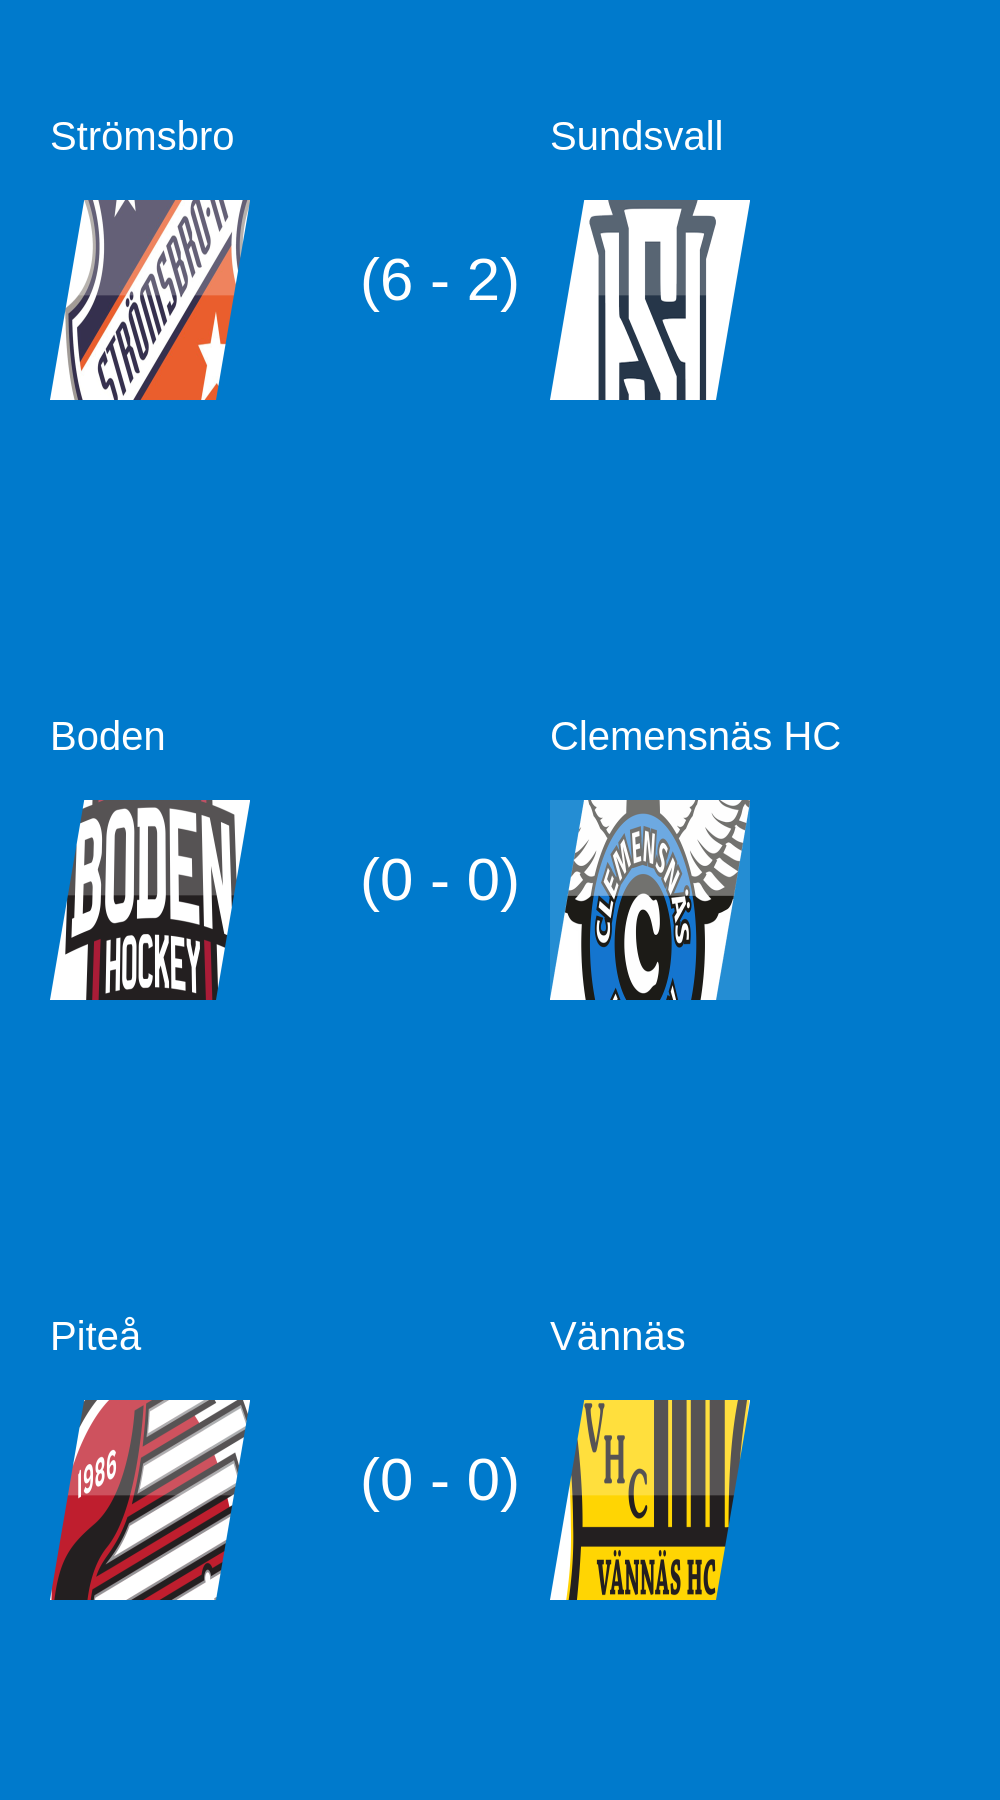 Strömsbro
Sundsvall
STRÖMSBRO
(6 - 2)
Boden
Clemensnäs HC
BODEN
HOCKEY
(0 - 0)
CLEMENSNÄS
C
Piteå
Vännäs
1986
(0 - 0)
VHC
VÄNNÄS HC